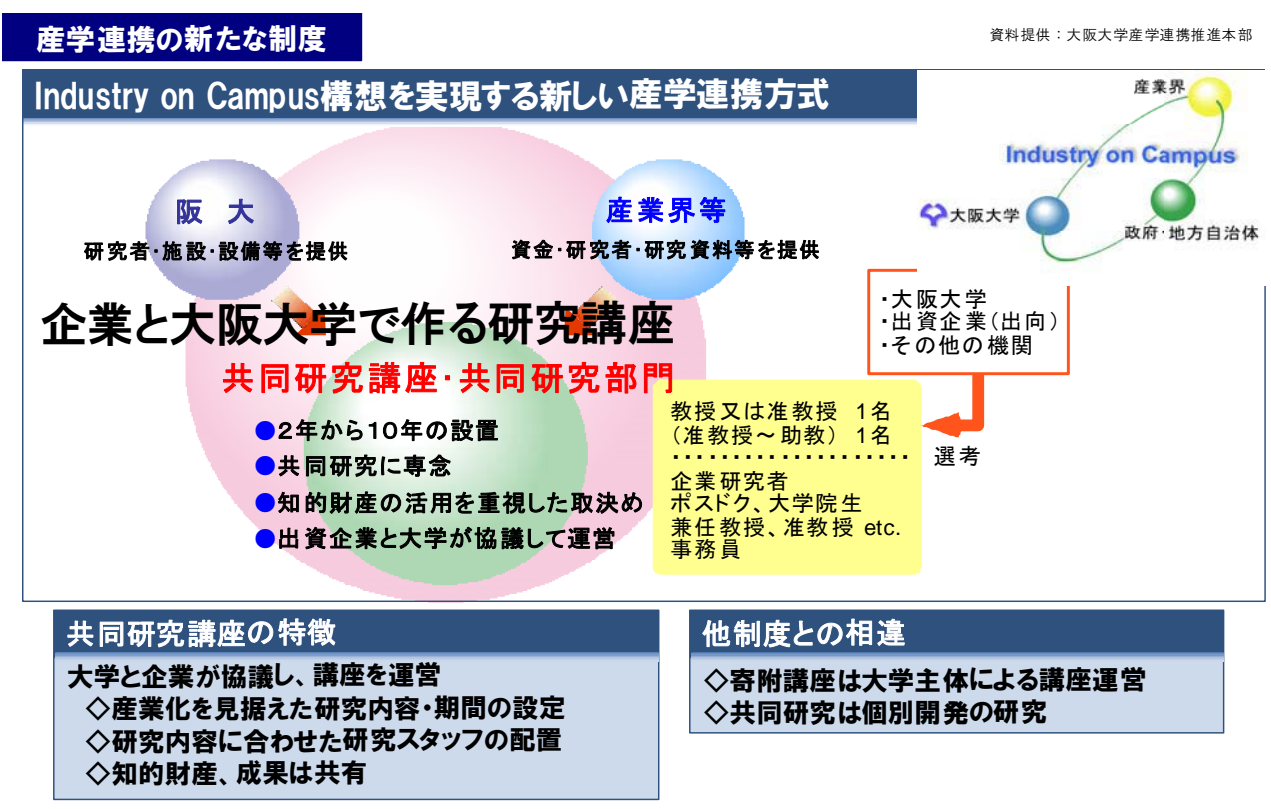 産学連携の新たな制度
資料提供：大阪大学産学連携推進本部
Industry on Campus構想を実現する新しい産学連携方式
産業界
Industry on Campus
大阪大学
政府・地方自治体
阪 大
研究者・施設・設備等を提供
産業界等
資金・研究者・研究資料等を提供
企業と大阪大学で作る研究講座
共同研究講座・共同研究部門
●2年から10年の設置
●共同研究に専念
●知的財産の活用を重視した取決め
●出資企業と大学が協議して運営
・大阪大学
・出資企業（出向）
・その他の機関
選考
教授又は准教授 1名
（准教授～助教） 1名
・・・・・・・・・・・・・・・・・・・・
企業研究者
ポスドク、大学院生
兼任教授、准教授 etc.
事務員
共同研究講座の特徴
大学と企業が協議し、講座を運営
◇産業化を見据えた研究内容・期間の設定
◇研究内容に合わせた研究スタッフの配置
◇知的財産、成果は共有
他制度との相違
◇寄附講座は大学主体による講座運営
◇共同研究は個別開発の研究